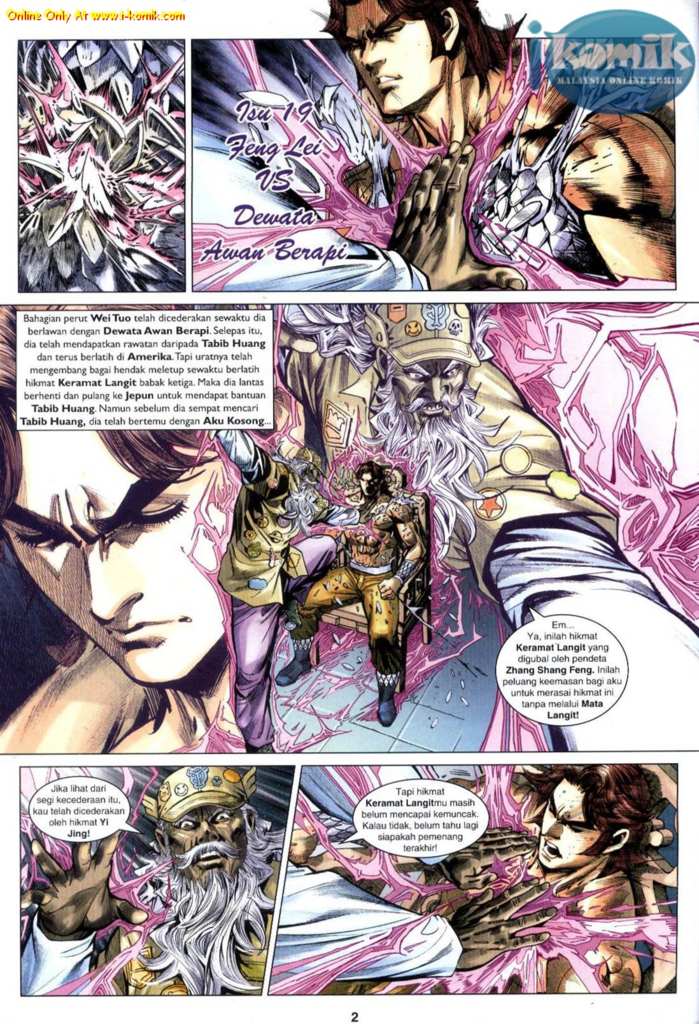 Online Only At www.i-komik.com
ikomik
MALAYSIA ONLINE KOMIK
Isu 19
Feng Lei
VS
Dewata
Awan Berapi
Bahagian perut Wei Tuo telah dicederakan sewaktu dia
berlawan dengan Dewata Awan Berapi. Selepas itu,
dia telah mendapatkan rawatan daripada Tabib Huang
dan terus berlatih di Amerika. Tapi uratnya telah
mengembang bagai hendak meletup sewaktu berlatih
hikmat Keramat Langit babak ketiga. Maka dia lantas
berhenti dan pulang ke Jepun untuk mendapat bantuan
Tabib Huang. Namun sebelum dia sempat mencari
Tabib Huang, dia telah bertemu dengan Aku Kosong...
Em...
Ya, inilah hikmat
Keramat Langit yang
digubal oleh pendeta
Zhang Shang Feng. Inilah
peluang keemasan bagi aku
untuk merasai hikmat ini
tanpa melalui Mata
Langit!
Jika lihat dari
segi kecederaan itu,
kau telah dicederakan
oleh hikmat Yi
Jing!
Tapi hikmat
Keramat Langitmu masih
belum mencapai kemuncak.
Kalau tidak, belum tahu lagi
siapakah pemenang
terakhir!
2